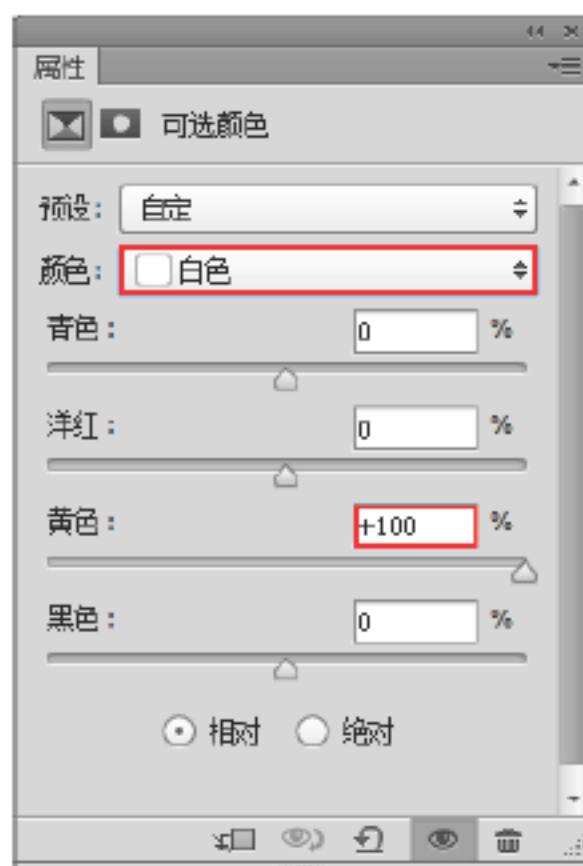 属性
可选颜色
预设： 自定
颜色： 白色
青色： 0 %
洋红： 0 %
黄色： +100 %
黑色： 0 %
相对 绝对